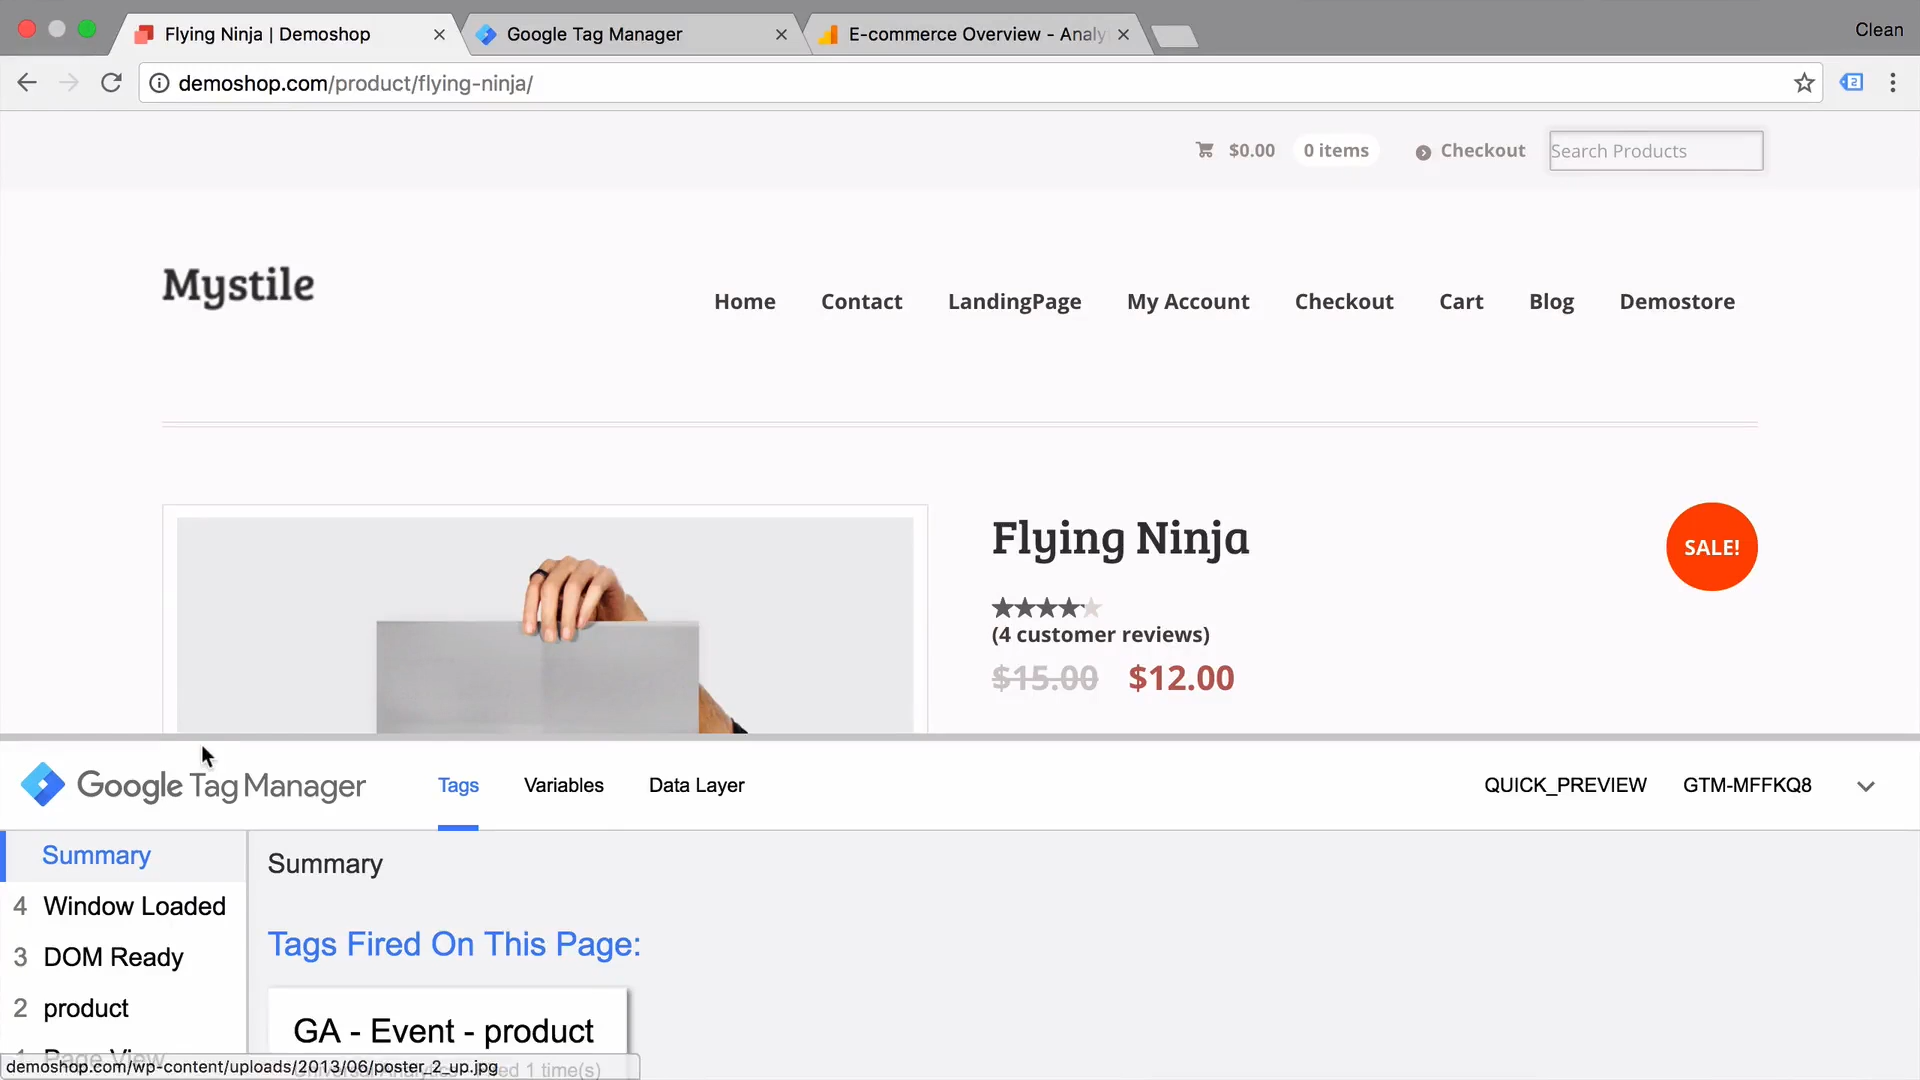 Flying Ninja | Demoshop
Google Tag Manager
E-commerce Overview - Analy
Clean
demoshop.com/product/flying-ninja/
$0.00 0 items Checkout Search Products
Mystile
Home Contact LandingPage My Account Checkout Cart Blog Demostore
Flying Ninja
SALE!
(4 customer reviews)
$15.00 $12.00
Google Tag Manager Tags Variables Data Layer QUICK_PREVIEW GTM-MFFKQ8
Summary
4 Window Loaded
3 DOM Ready
2 product
1 Page View
Summary
Tags Fired On This Page:
GA - Event - product
demoshop.com/wp-content/uploads/2013/06/poster_2_up.jpg